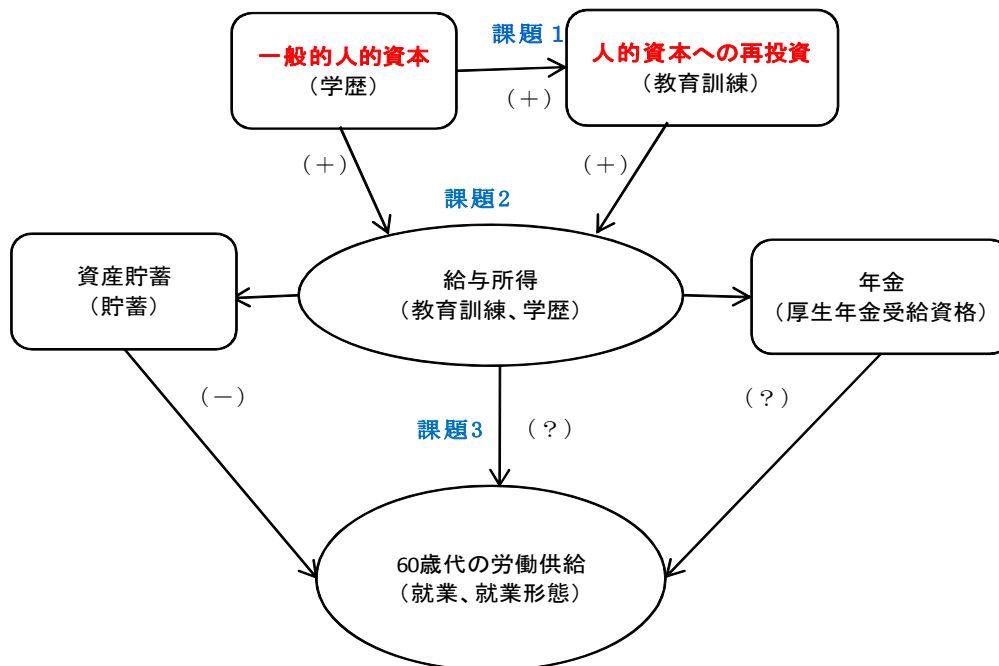 課題1
一般的人的資本
（学歴）
人的資本への再投資
（教育訓練）
（＋）
（＋）
（＋）
課題2
資産貯蓄
（貯蓄）
給与所得
（教育訓練、学歴）
年金
（厚生年金受給資格）
（－）
（？）
課題3
（？）
60歳代の労働供給
（就業、就業形態）